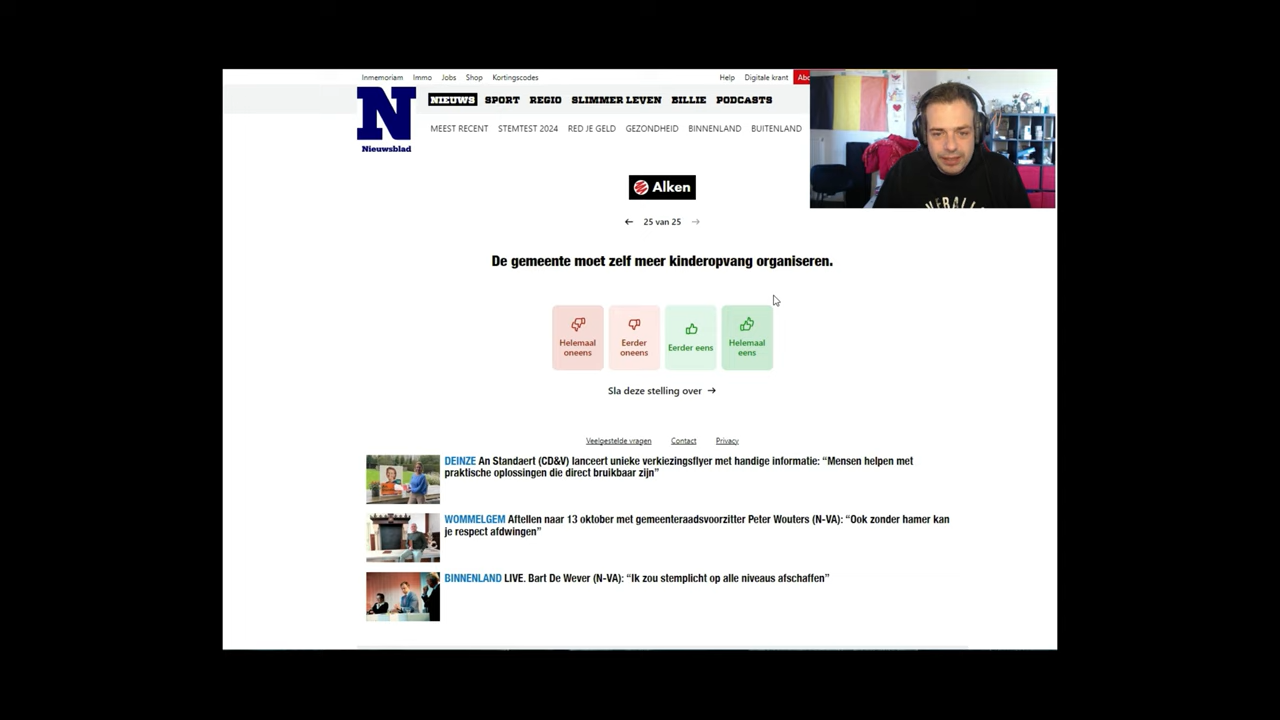 Inmemoriam Immo Jobs Shop Kortingscodes Help Digitale krant
NIEUWS SPORT REGIO SLIMMER LEVEN BILLIE PODCASTS
N
Nieuwsblad
MEEST RECENT STEMTEST 2024 RED JE GELD GEZONDHEID BINNENLAND BUITENLAND
Alken
25 van 25
De gemeente moet zelf meer kinderopvang organiseren.
Helemaal
oneens
Eerder
oneens
Eerder eens
Helemaal
eens
Sla deze stelling over
Veelgestelde vragen Contact Privacy
DEINZE An Standaert (CD&V) lanceert unieke verkiezingsflyer met handige informatie: “Mensen helpen met
praktische oplossingen die direct bruikbaar zijn”
WOMMELGEM Aftellen naar 13 oktober met gemeenteraadsvoorzitter Peter Wouters (N-VA): “Ook zonder hamer kan
je respect afdwingen”
BINNENLAND LIVE. Bart De Wever (N-VA): “Ik zou stemplicht op alle niveaus afschaffen”